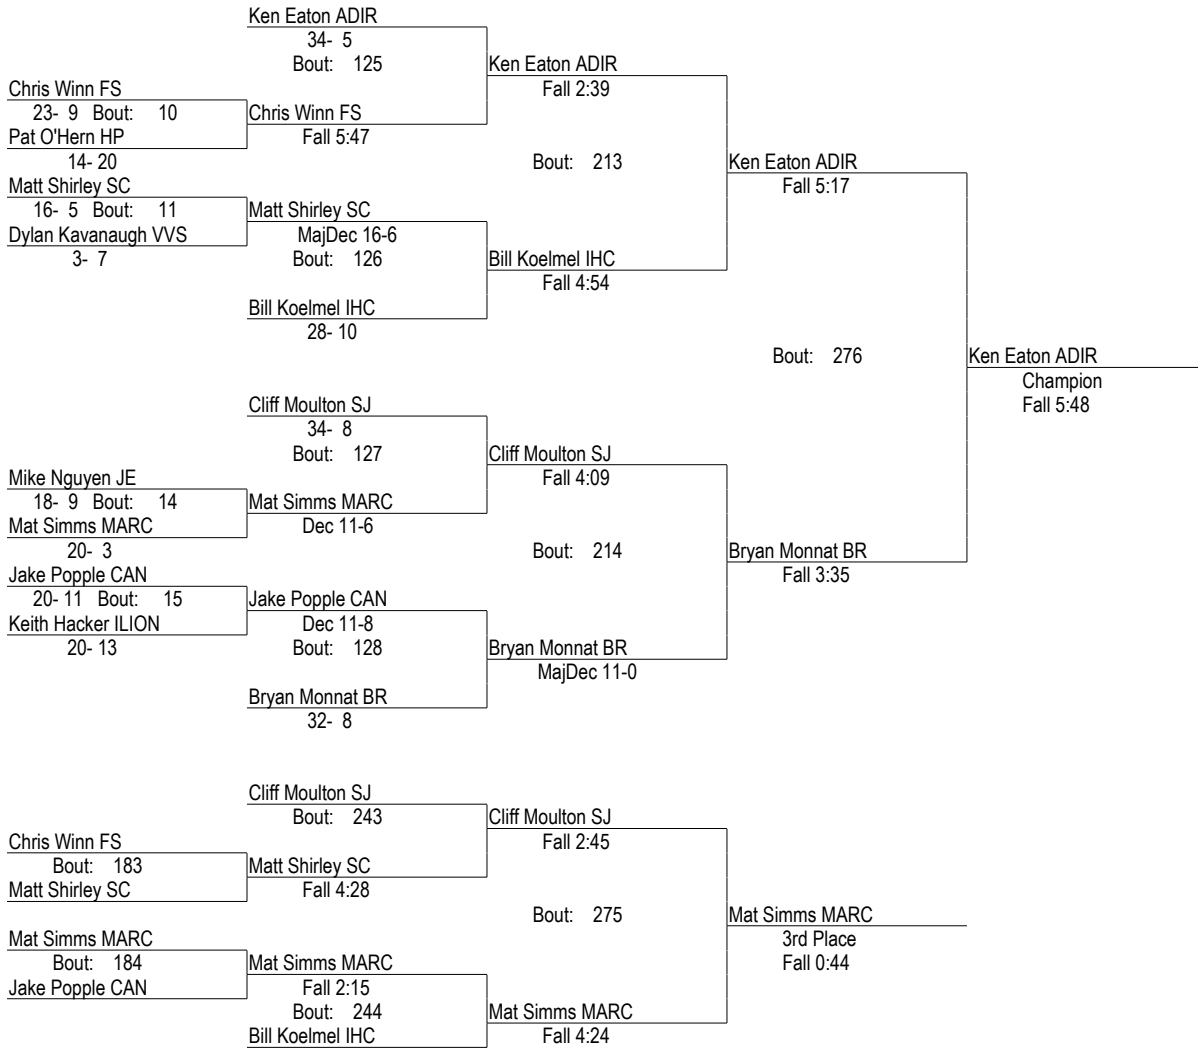 Ken Eaton ADIR
34- 5
Bout: 125
Ken Eaton ADIR
Fall 2:39
Chris Winn FS
23- 9 Bout: 10
Chris Winn FS
Fall 5:47
Pat O'Hern HP
14- 20
Bout: 213
Ken Eaton ADIR
Fall 5:17
Matt Shirley SC
16- 5 Bout: 11
Matt Shirley SC
MajDec 16-6
Dylan Kavanaugh VVS
3- 7
Bout: 126
Bill Koelmel IHC
Fall 4:54
Bill Koelmel IHC
28- 10
Bout: 276
Ken Eaton ADIR
Champion
Fall 5:48
Cliff Moulton SJ
34- 8
Bout: 127
Cliff Moulton SJ
Fall 4:09
Mike Nguyen JE
18- 9 Bout: 14
Mat Simms MARC
Dec 11-6
Mat Simms MARC
20- 3
Bout: 214
Bryan Monnat BR
Fall 3:35
Jake Popple CAN
20- 11 Bout: 15
Jake Popple CAN
Dec 11-8
Keith Hacker ILION
20- 13
Bout: 128
Bryan Monnat BR
MajDec 11-0
Bryan Monnat BR
32- 8
Cliff Moulton SJ
Bout: 243
Cliff Moulton SJ
Fall 2:45
Chris Winn FS
Bout: 183
Matt Shirley SC
Fall 4:28
Matt Shirley SC
Bout: 275
Mat Simms MARC
3rd Place
Fall 0:44
Mat Simms MARC
Bout: 184
Mat Simms MARC
Fall 2:15
Jake Popple CAN
Bout: 244
Mat Simms MARC
Fall 4:24
Bill Koelmel IHC